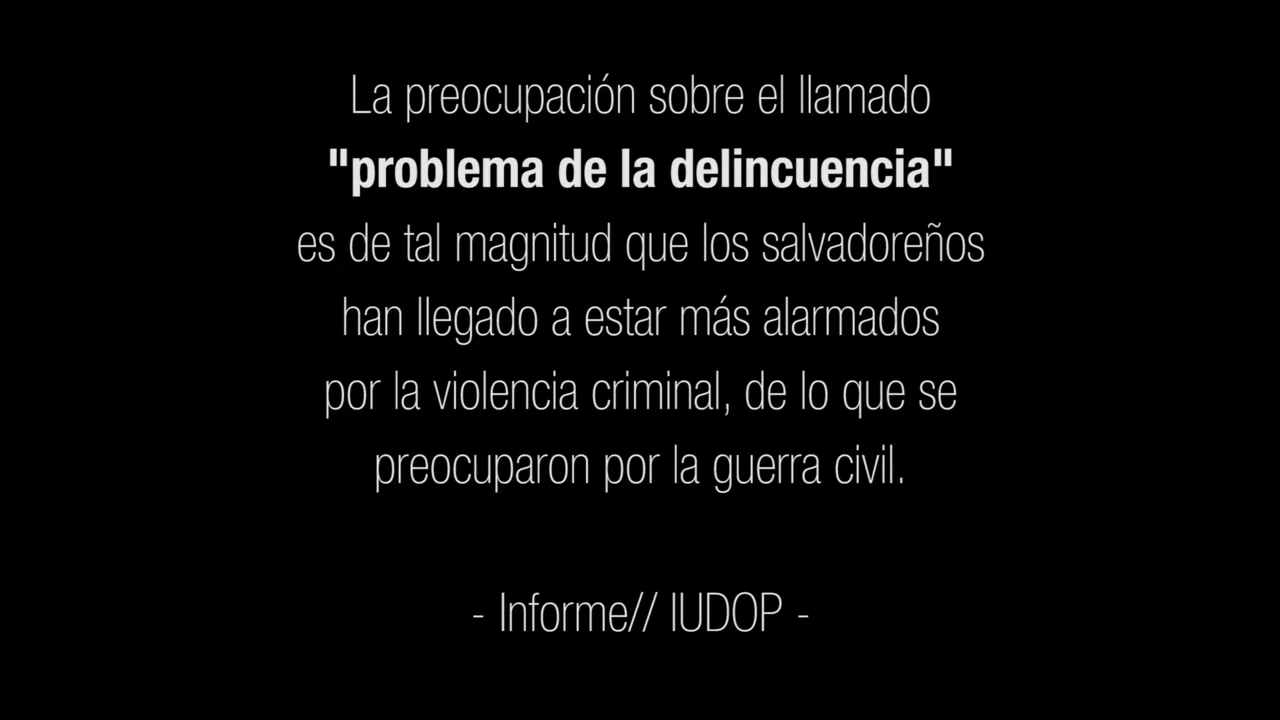 La preocupación sobre el llamado
"problema de la delincuencia"
es de tal magnitud que los salvadoreños
han llegado a estar más alarmados
por la violencia criminal, de lo que se
preocuparon por la guerra civil.
- Informe// IUDOP -